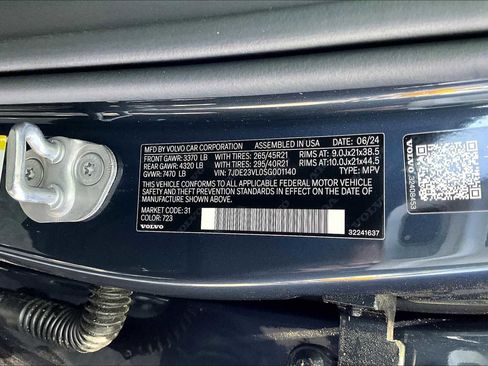 MFD BY VOLVO CAR CORPORATION ASSEMBLED IN USA DATE: 06/24
FRONT GAWR: 3370 LB WITH TIRES: 265/45R21 RIMS AT: 9.0Jx21x38.5
REAR GAWR: 4320 LB WITH TIRES: 295/40R21 RIMS AT: 10.0Jx21x44.5
GVWR: 7470 LB VIN: 7JDE23VL0SG001140 TYPE: MPV
THIS VEHICLE CONFORMS TO ALL APPLICABLE FEDERAL MOTOR VEHICLE
SAFETY AND THEFT PREVENTION STANDARDS IN EFFECT ON THE DATE OF
MANUFACTURE SHOWN ABOVE.
MARKET CODE: 31
COLOR: 723
VOLVO 32241637
VOLVO 32408453